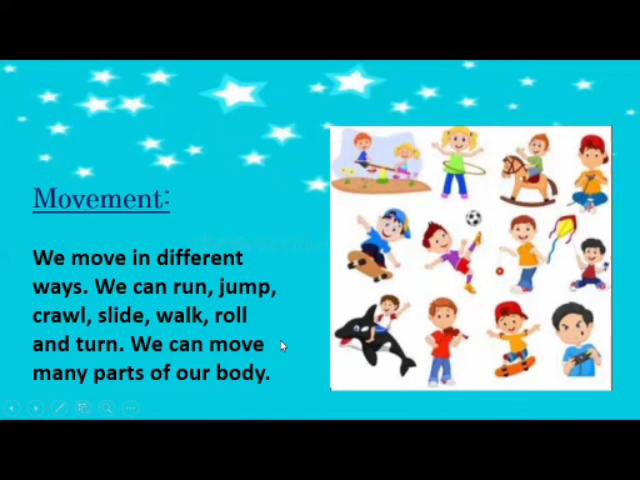 Movement:
We move in different
ways. We can run, jump,
crawl, slide, walk, roll
and turn. We can move
many parts of our body.